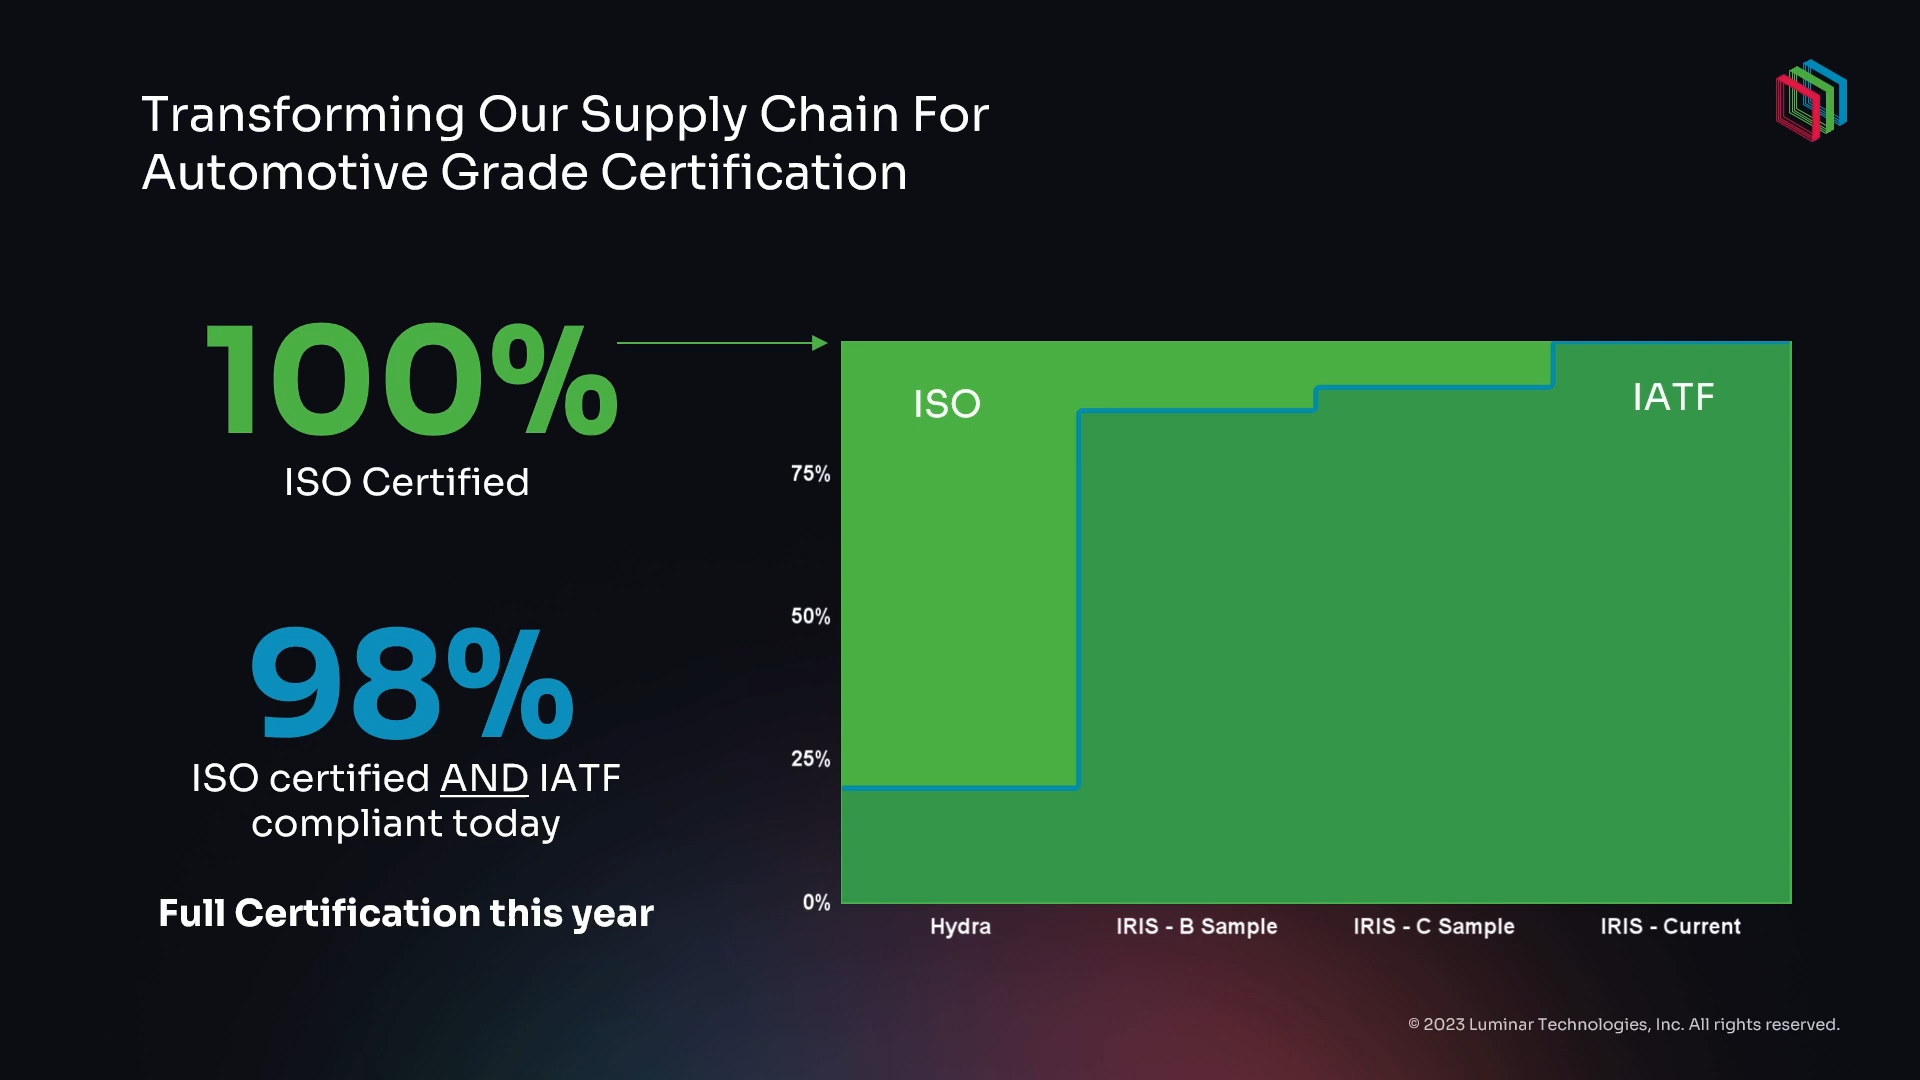 Transforming Our Supply Chain For
Automotive Grade Certification
100%
ISO Certified
98%
ISO certified AND IATF
compliant today
Full Certification this year
ISO
IATF
75%
50%
25%
0%
Hydra
IRIS - B Sample
IRIS - C Sample
IRIS - Current
© 2023 Luminar Technologies, Inc. All rights reserved.